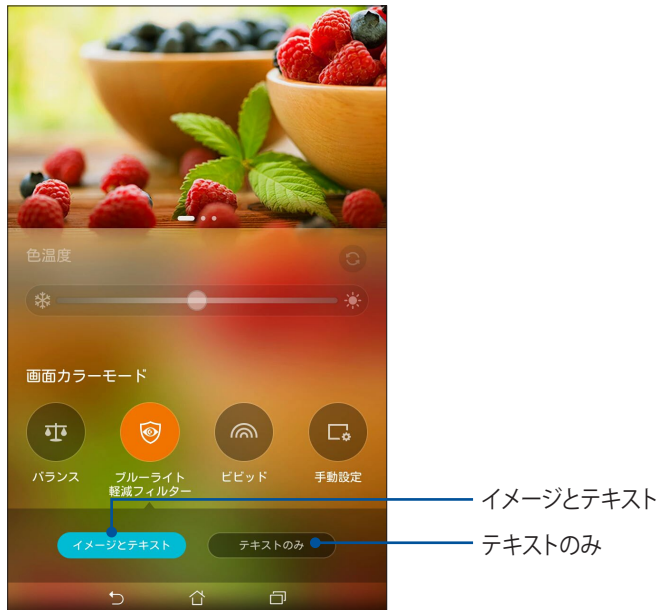 色温度
画面カラーモード
バランス
ブルーライト
軽減フィルター
ビビッド
手動設定
イメージとテキスト
テキストのみ
イメージとテキスト
テキストのみ